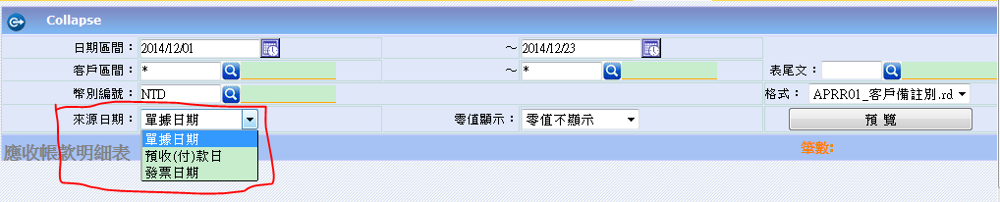 Collapse
日期區間： 2014/12/01 ～ 2014/12/23
客戶區間： * ～ * 表尾文：
幣別編號： NTD 格式： APRR01_客戶備註別.rd
來源日期： 單據日期 零值顯示： 零值不顯示 預 覽
單據日期
應收帳款明細表 預收(付)款日 筆數:
發票日期